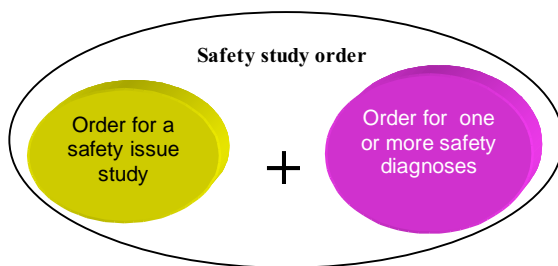 Safety study order
Order for a
safety issue
study
+
Order for one
or more safety
diagnoses